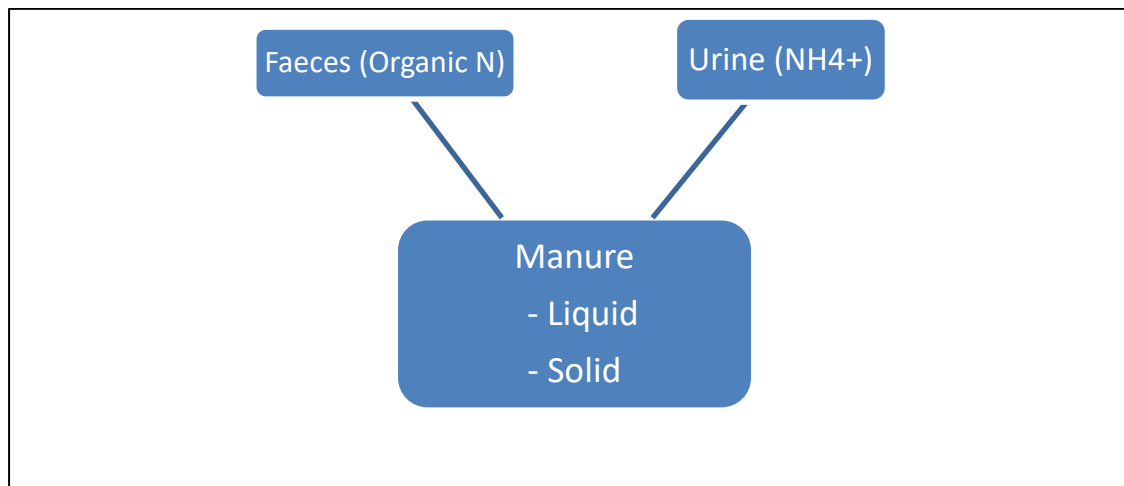 Faeces (Organic N)
Urine (NH4+)
Manure
- Liquid
- Solid